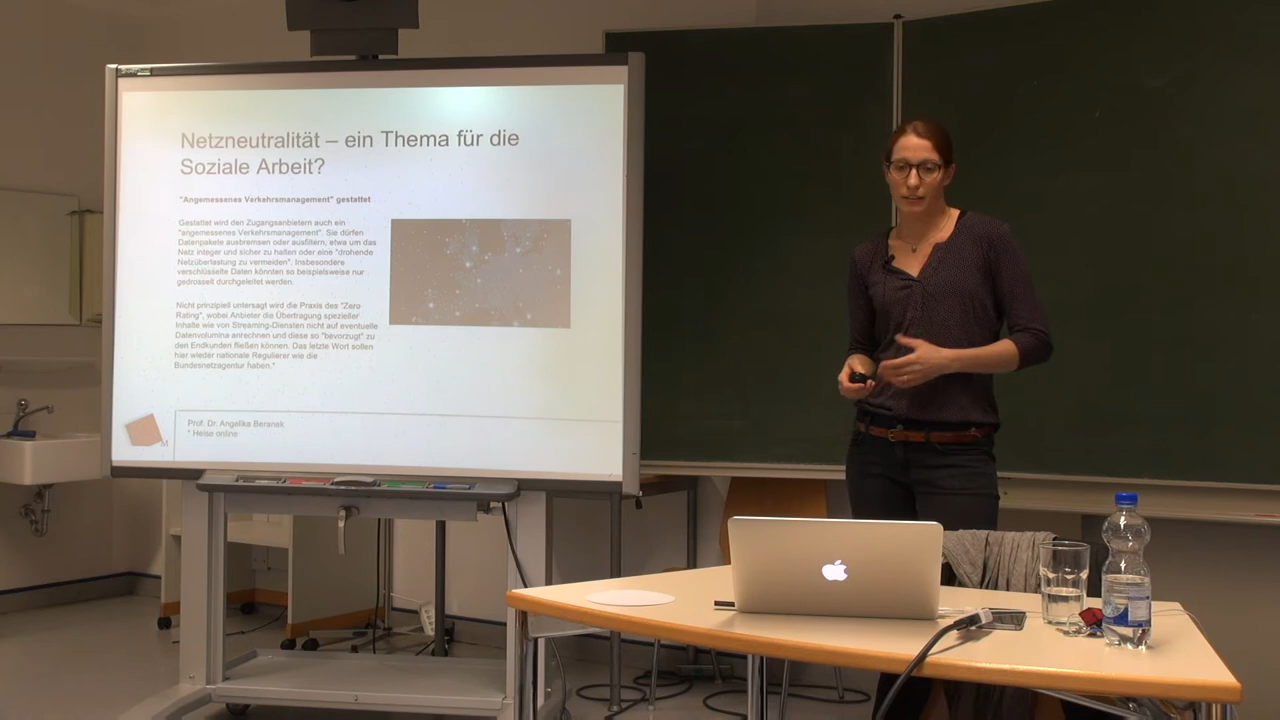 Netzneutralität – ein Thema für die
Soziale Arbeit?
"Angemessenes Verkehrsmanagement" gestattet
Gestattet wird den Zugangsanbietern auch ein
"angemessenes Verkehrsmanagement". Sie dürfen
Datenpakete ausbremsen oder ausfiltern, etwa um das
Netz integer und sicher zu halten oder eine "drohende
Netzüberlastung zu vermeiden". Insbesondere
verschlüsselte Daten könnten so beispielsweise nur
gedrosselt durchgeleitet werden.
Nicht prinzipiell untersagt wird die Praxis des "Zero
Rating", wobei Anbieter die Übertragung spezieller
Inhalte wie von Streaming-Diensten nicht auf eventuelle
Datenvolumina anrechnen und diese so "bevorzugt" zu
den Endkunden fließen können. Das letzte Wort sollen
hier wieder nationale Regulierer wie die
Bundesnetzagentur haben.*
M
Prof. Dr. Angelika Beranek
* Heise online